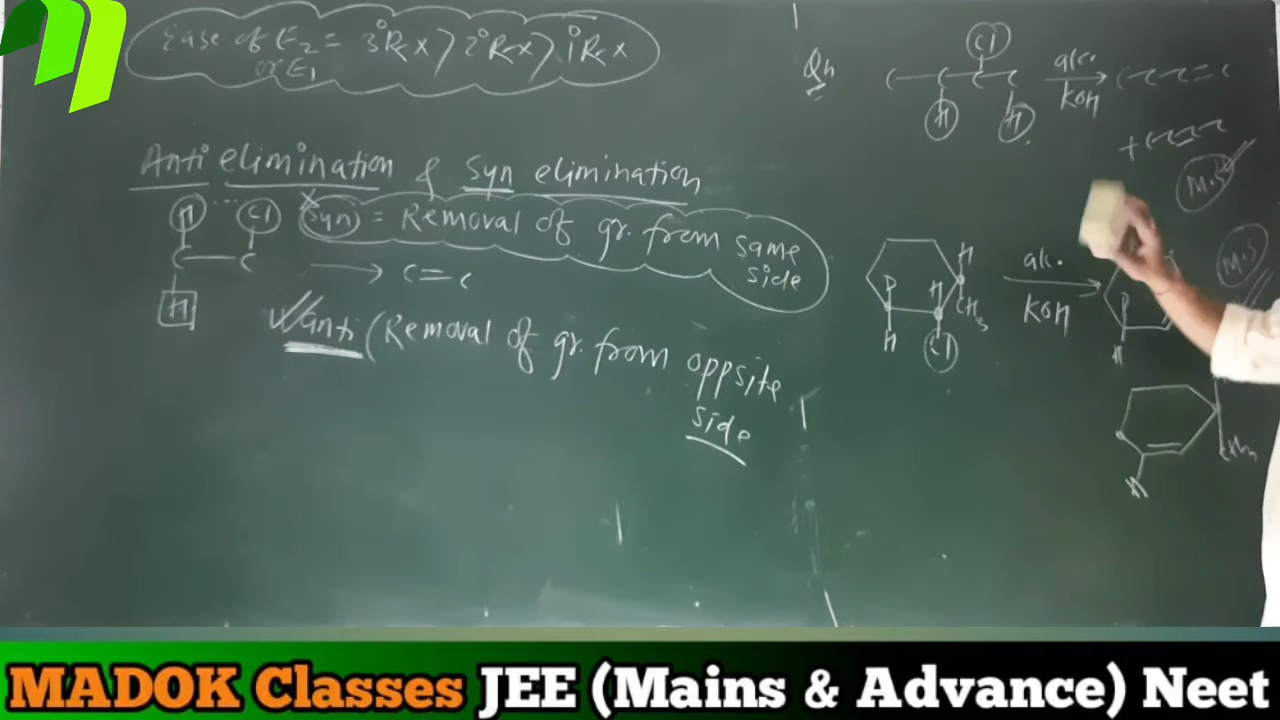 Ease of E2 = 3° R-x > 2° R-x > 1° R-x
or E1
Anti elimination & syn elimination
H ... Cl
C — C → C=C
H
syn = Removal of gr. from same
side
anti (Removal of gr. from oppsite
side
Qn
Cl
C — C — C — C alc. KOH → C-C-C=C
H H
+ C-C=C-C
M.S
H
H CH3
H
Cl
alc.
KOH
M.S
H
H
MADOK Classes JEE (Mains & Advance) Neet